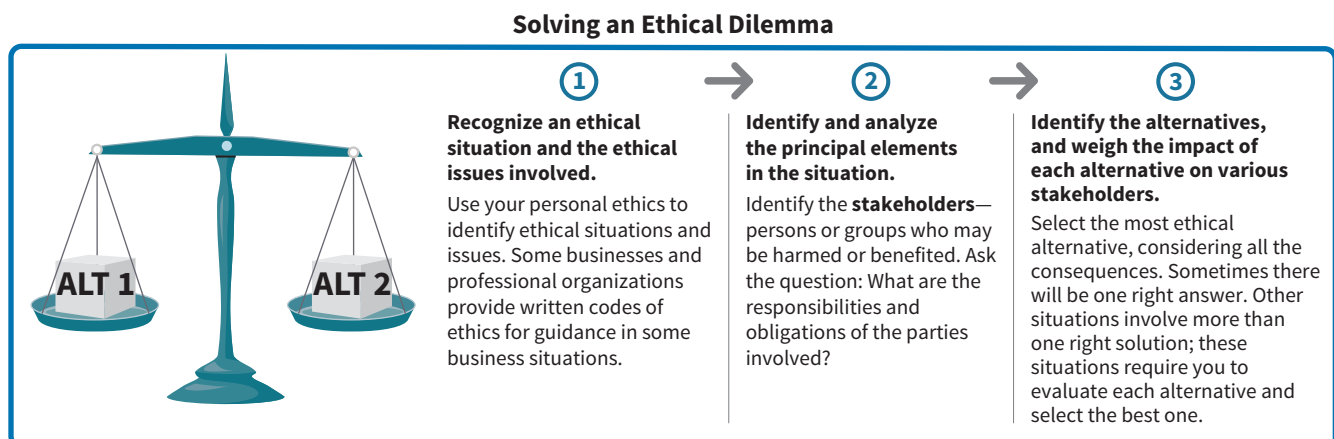 Solving an Ethical Dilemma
ALT 1
ALT 2
1
Recognize an ethical
situation and the ethical
issues involved.
Use your personal ethics to
identify ethical situations and
issues. Some businesses and
professional organizations
provide written codes of
ethics for guidance in some
business situations.
2
Identify and analyze
the principal elements
in the situation.
Identify the stakeholders—
persons or groups who may
be harmed or benefited. Ask
the question: What are the
responsibilities and
obligations of the parties
involved?
3
Identify the alternatives,
and weigh the impact of
each alternative on various
stakeholders.
Select the most ethical
alternative, considering all the
consequences. Sometimes there
will be one right answer. Other
situations involve more than
one right solution; these
situations require you to
evaluate each alternative and
select the best one.